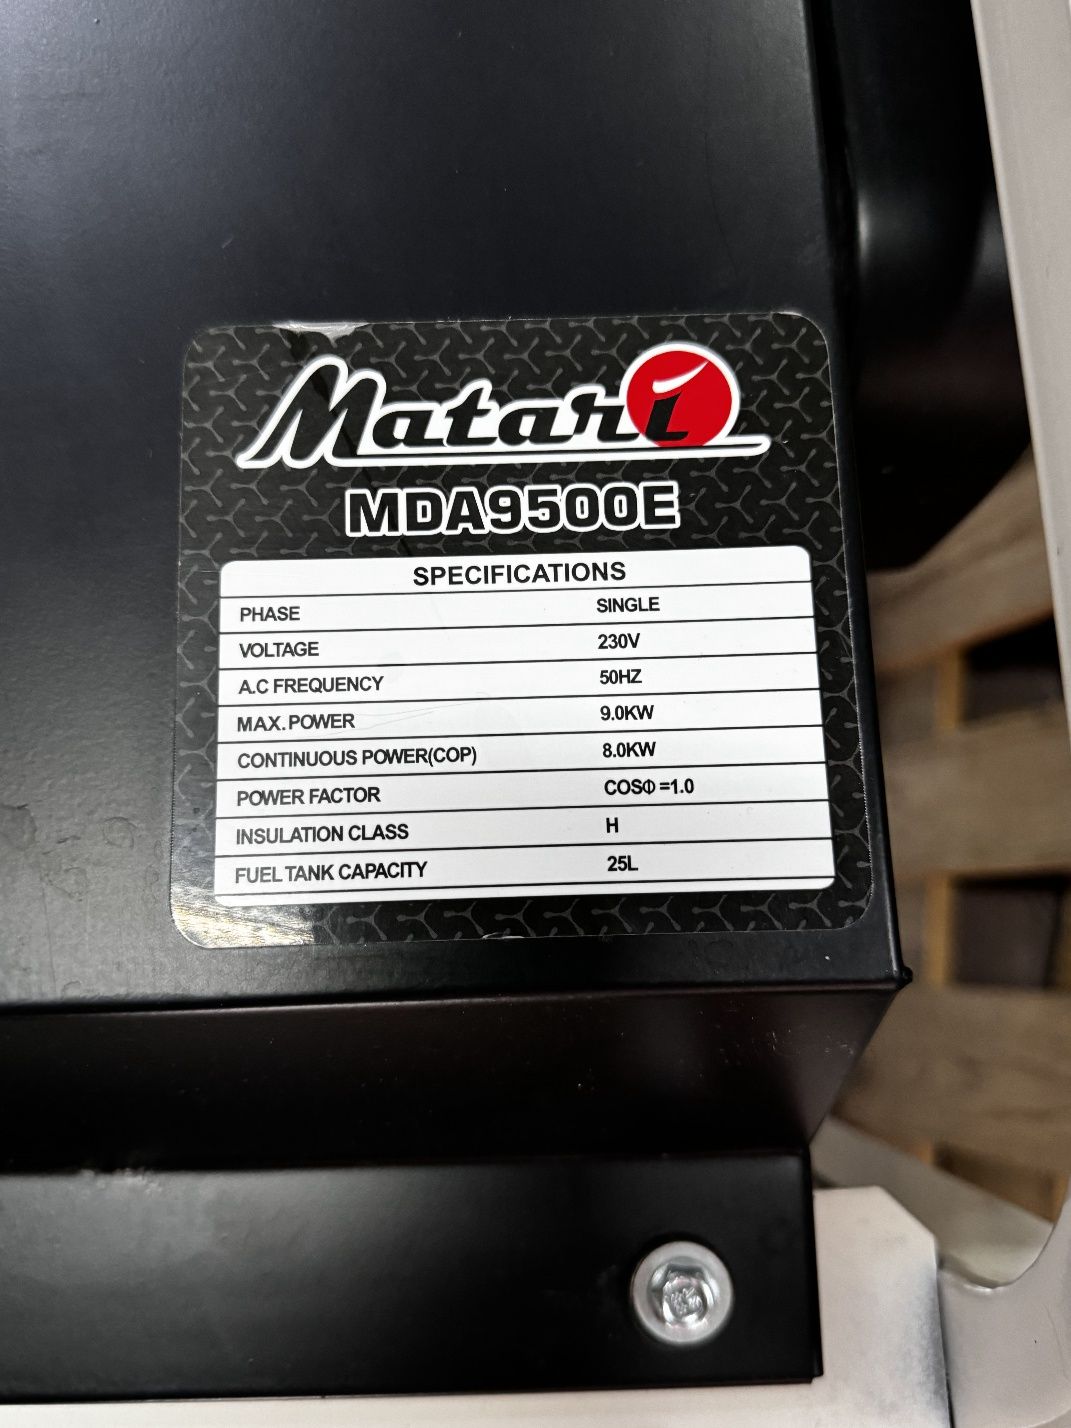 Matari
MDA9500E
SPECIFICATIONS
PHASE SINGLE
VOLTAGE 230V
A.C FREQUENCY 50HZ
MAX.POWER 9.0KW
CONTINUOUS POWER(COP) 8.0KW
POWER FACTOR COSΦ=1.0
INSULATION CLASS H
FUEL TANK CAPACITY 25L